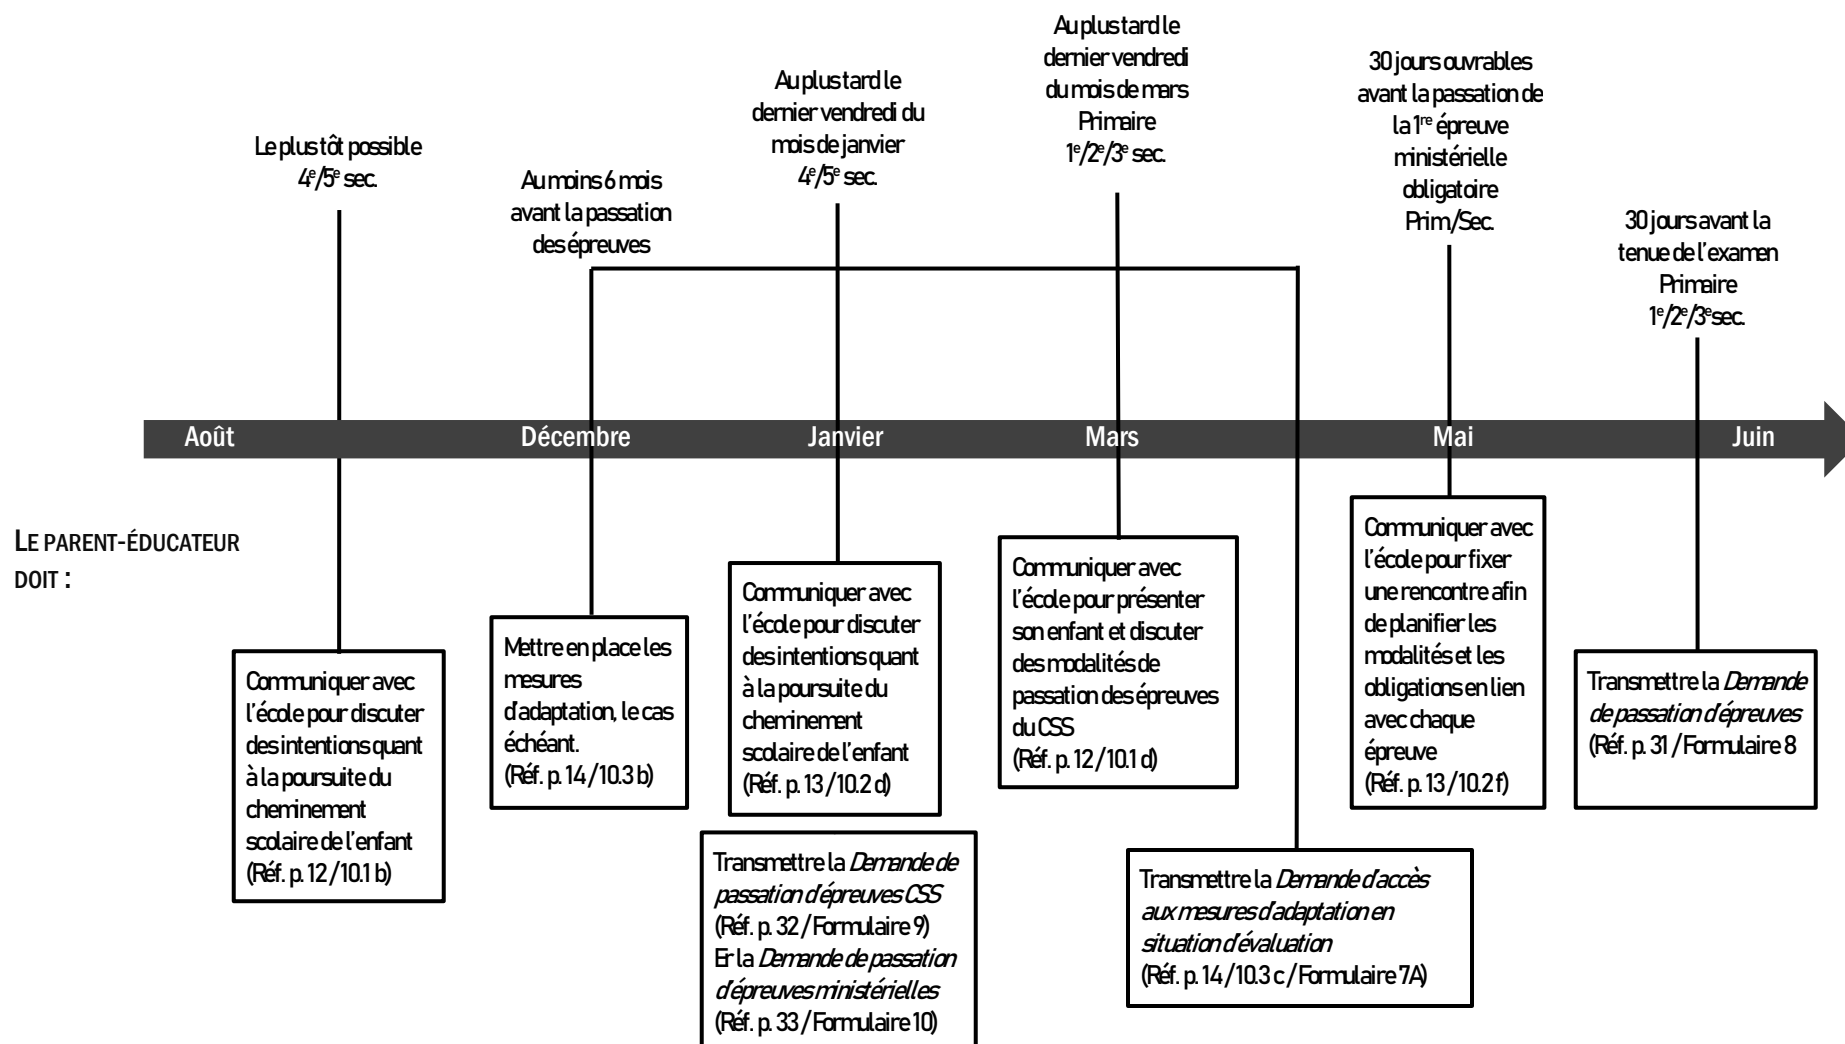 Le plus tôt possible
4e/5e sec.
Au moins 6 mois
avant la passation
des épreuves
Au plus tard le
dernier vendredi du
mois de janvier
4e/5e sec.
Au plus tard le
dernier vendredi
du mois de mars
Primaire
1e/2e/3e sec.
30 jours ouvrables
avant la passation de
la 1re épreuve
ministérielle
obligatoire
Prim./Sec.
30 jours avant la
tenue de l'examen
Primaire
1e/2e/3e sec.
Août Décembre Janvier Mars Mai Juin
LE PARENT-ÉDUCATEUR
DOIT :
Communiquer avec
l'école pour discuter
des intentions quant
à la poursuite du
cheminement
scolaire de l'enfant
(Réf. p. 12 / 10.1 b)
Mettre en place les
mesures
d'adaptation, le cas
échéant.
(Réf. p. 14 / 10.3 b)
Communiquer avec
l'école pour discuter
des intentions quant
à la poursuite du
cheminement
scolaire de l'enfant
(Réf. p. 13 / 10.2 d)
Transmettre la Demande de
passation d'épreuves CSS
(Réf. p. 32 / Formulaire 9)
Er la Demande de passation
d'épreuves ministérielles
(Réf. p. 33 / Formulaire 10)
Communiquer avec
l'école pour présenter
son enfant et discuter
des modalités de
passation des épreuves
du CSS
(Réf. p. 12 / 10.1 d)
Transmettre la Demande d'accès
aux mesures d'adaptation en
situation d'évaluation
(Réf. p. 14 / 10.3 c / Formulaire 7A)
Communiquer avec
l'école pour fixer
une rencontre afin
de planifier les
modalités et les
obligations en lien
avec chaque
épreuve
(Réf. p. 13 / 10.2 f)
Transmettre la Demande
de passation d'épreuves
(Réf. p. 31 / Formulaire 8